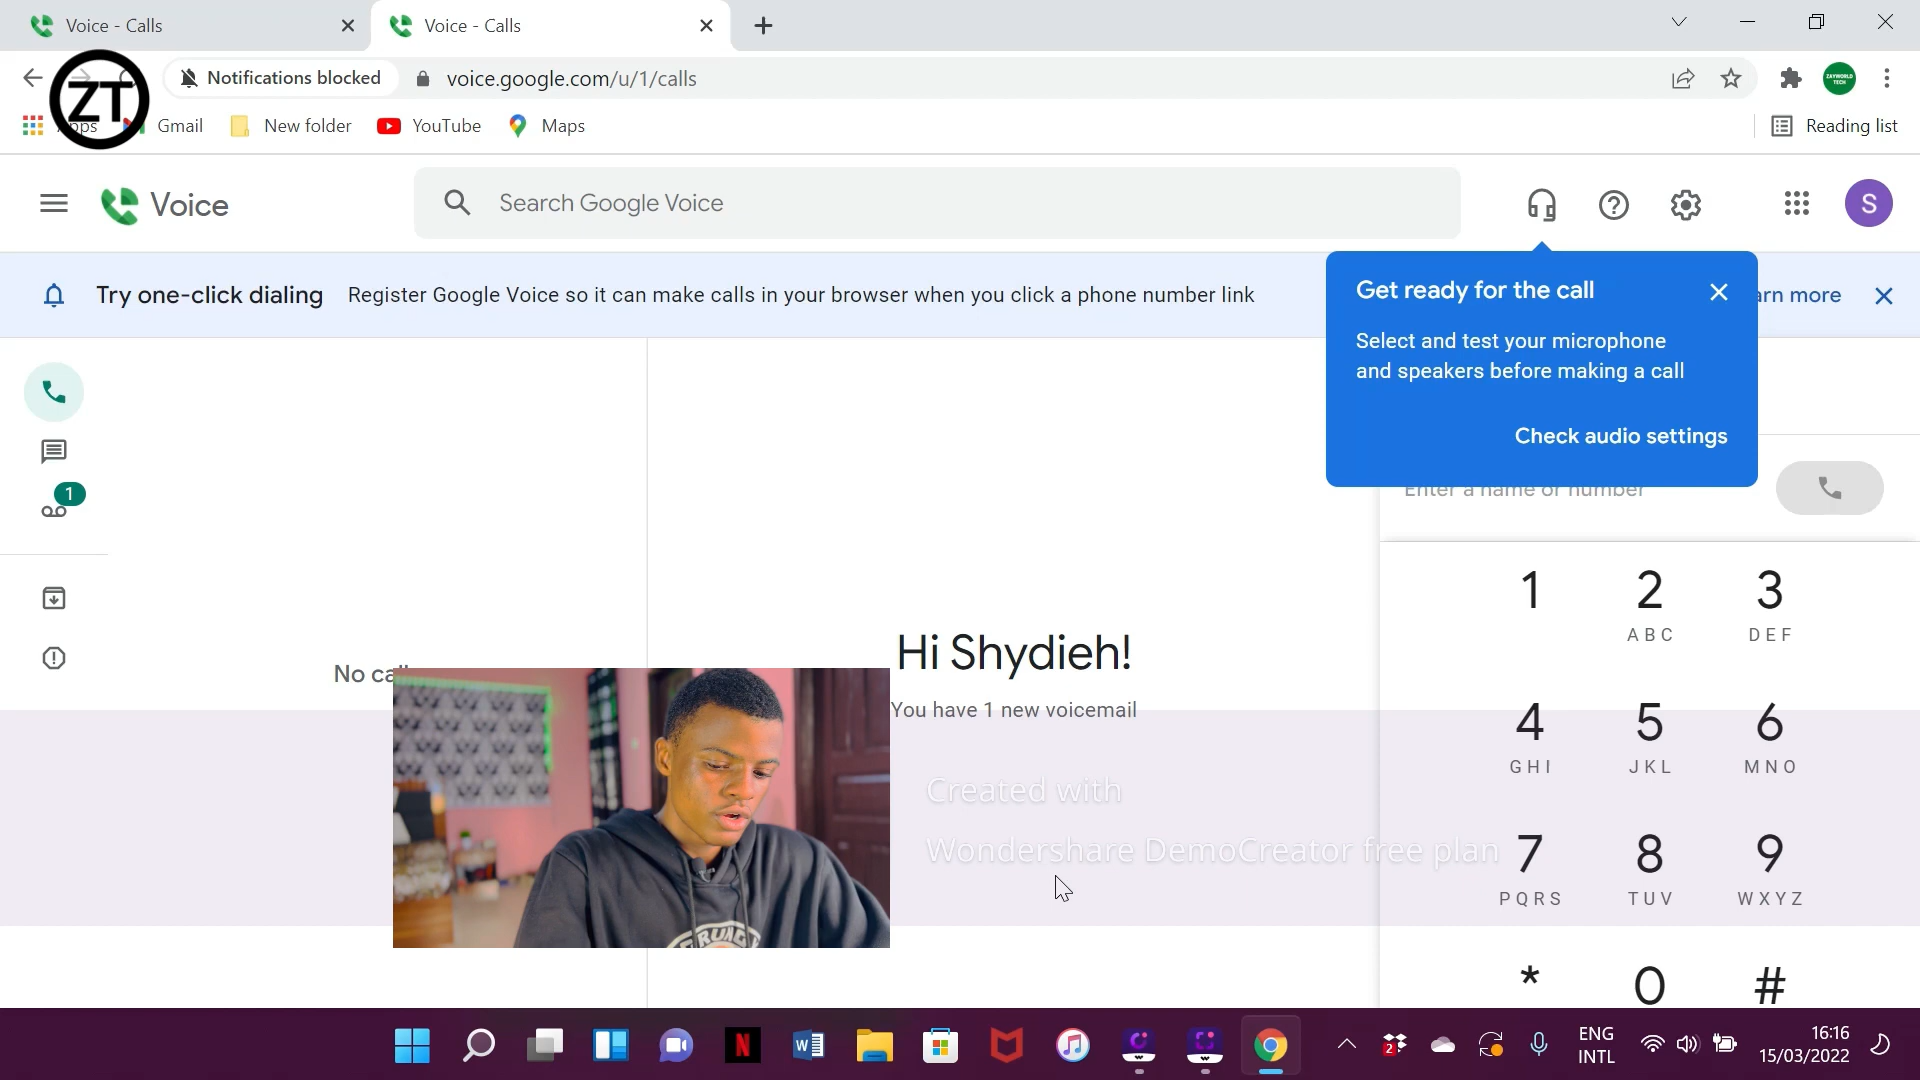 Voice - Calls
Voice - Calls
ZT
Notifications blocked
voice.google.com/u/1/calls
ZAYWORLD
TECH
Gmail
New folder
YouTube
Maps
Reading list
Voice
Search Google Voice
S
Try one-click dialing
Register Google Voice so it can make calls in your browser when you click a phone number link
Get ready for the call
Select and test your microphone
and speakers before making a call
Check audio settings
more
1
Enter a name or number
1
2
3
ABC
DEF
Hi Shydieh!
No
You have 1 new voicemail
4
5
6
GHI
JKL
MNO
Created with
Wondershare DemoCreator free plan
7
8
9
PQRS
TUV
WXYZ
*
0
#
N
W
2
ENG
INTL
16:16
15/03/2022